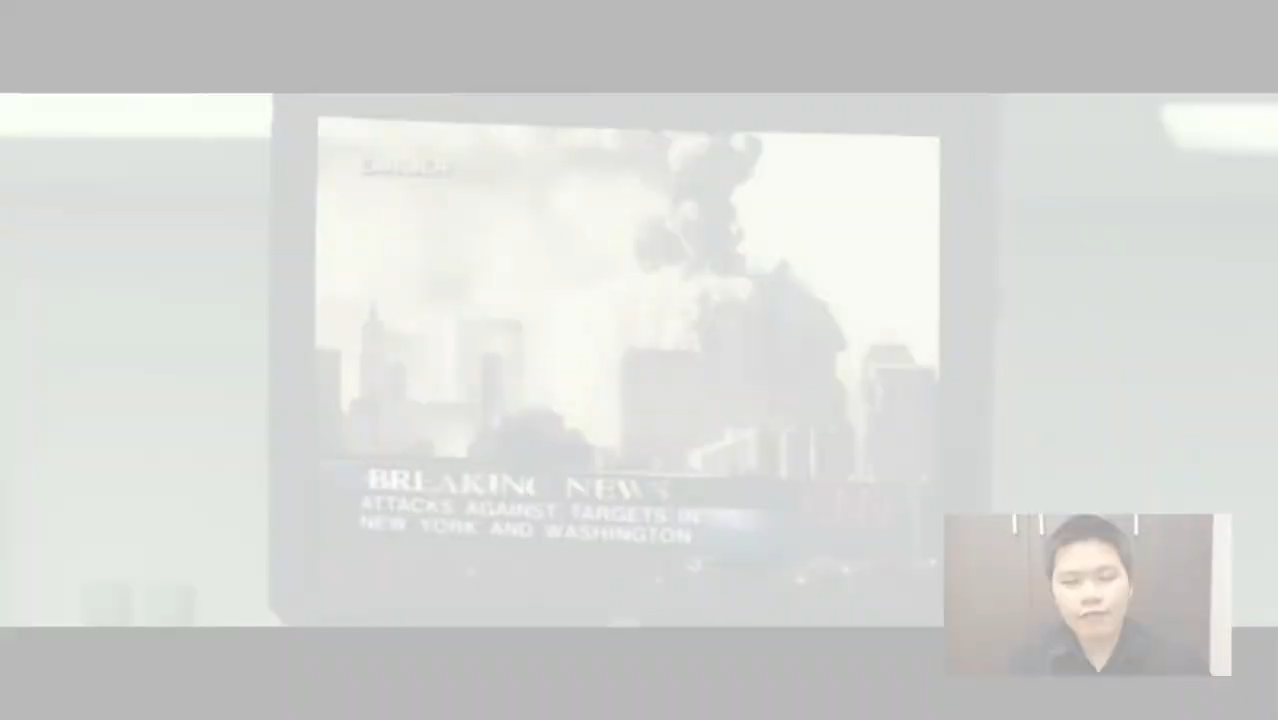 BREAKING NEWS
ATTACKS AGAINST TARGETS IN
NEW YORK AND WASHINGTON